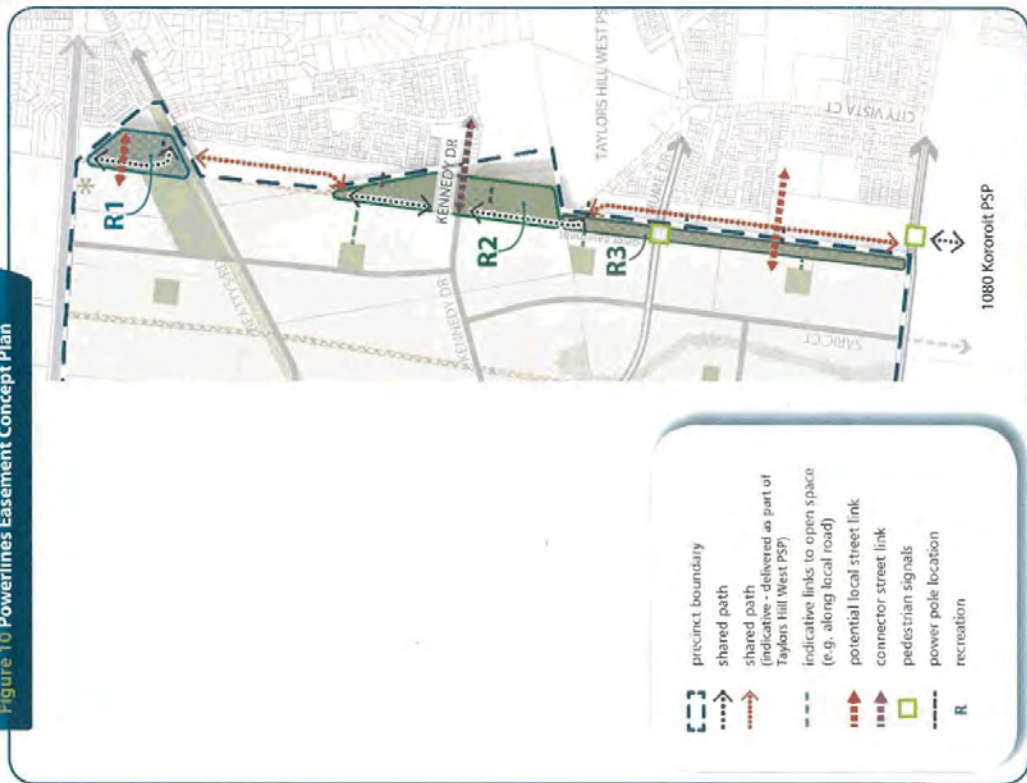 Figure 10 Powerlines Easement Concept Plan
R1
BEATTYS RD
KENNEDY DR
KENNEDY DR
R2
R3
TAYLORS HILL WEST PSP
CITY VISTA CT
SARIC CT
1080 Kororoit PSP
precinct boundary
shared path
shared path
(indicative - delivered as part of
Taylors Hill West PSP)
indicative links to open space
(e.g. along local road)
potential local street link
connector street link
pedestrian signals
power pole location
R
recreation